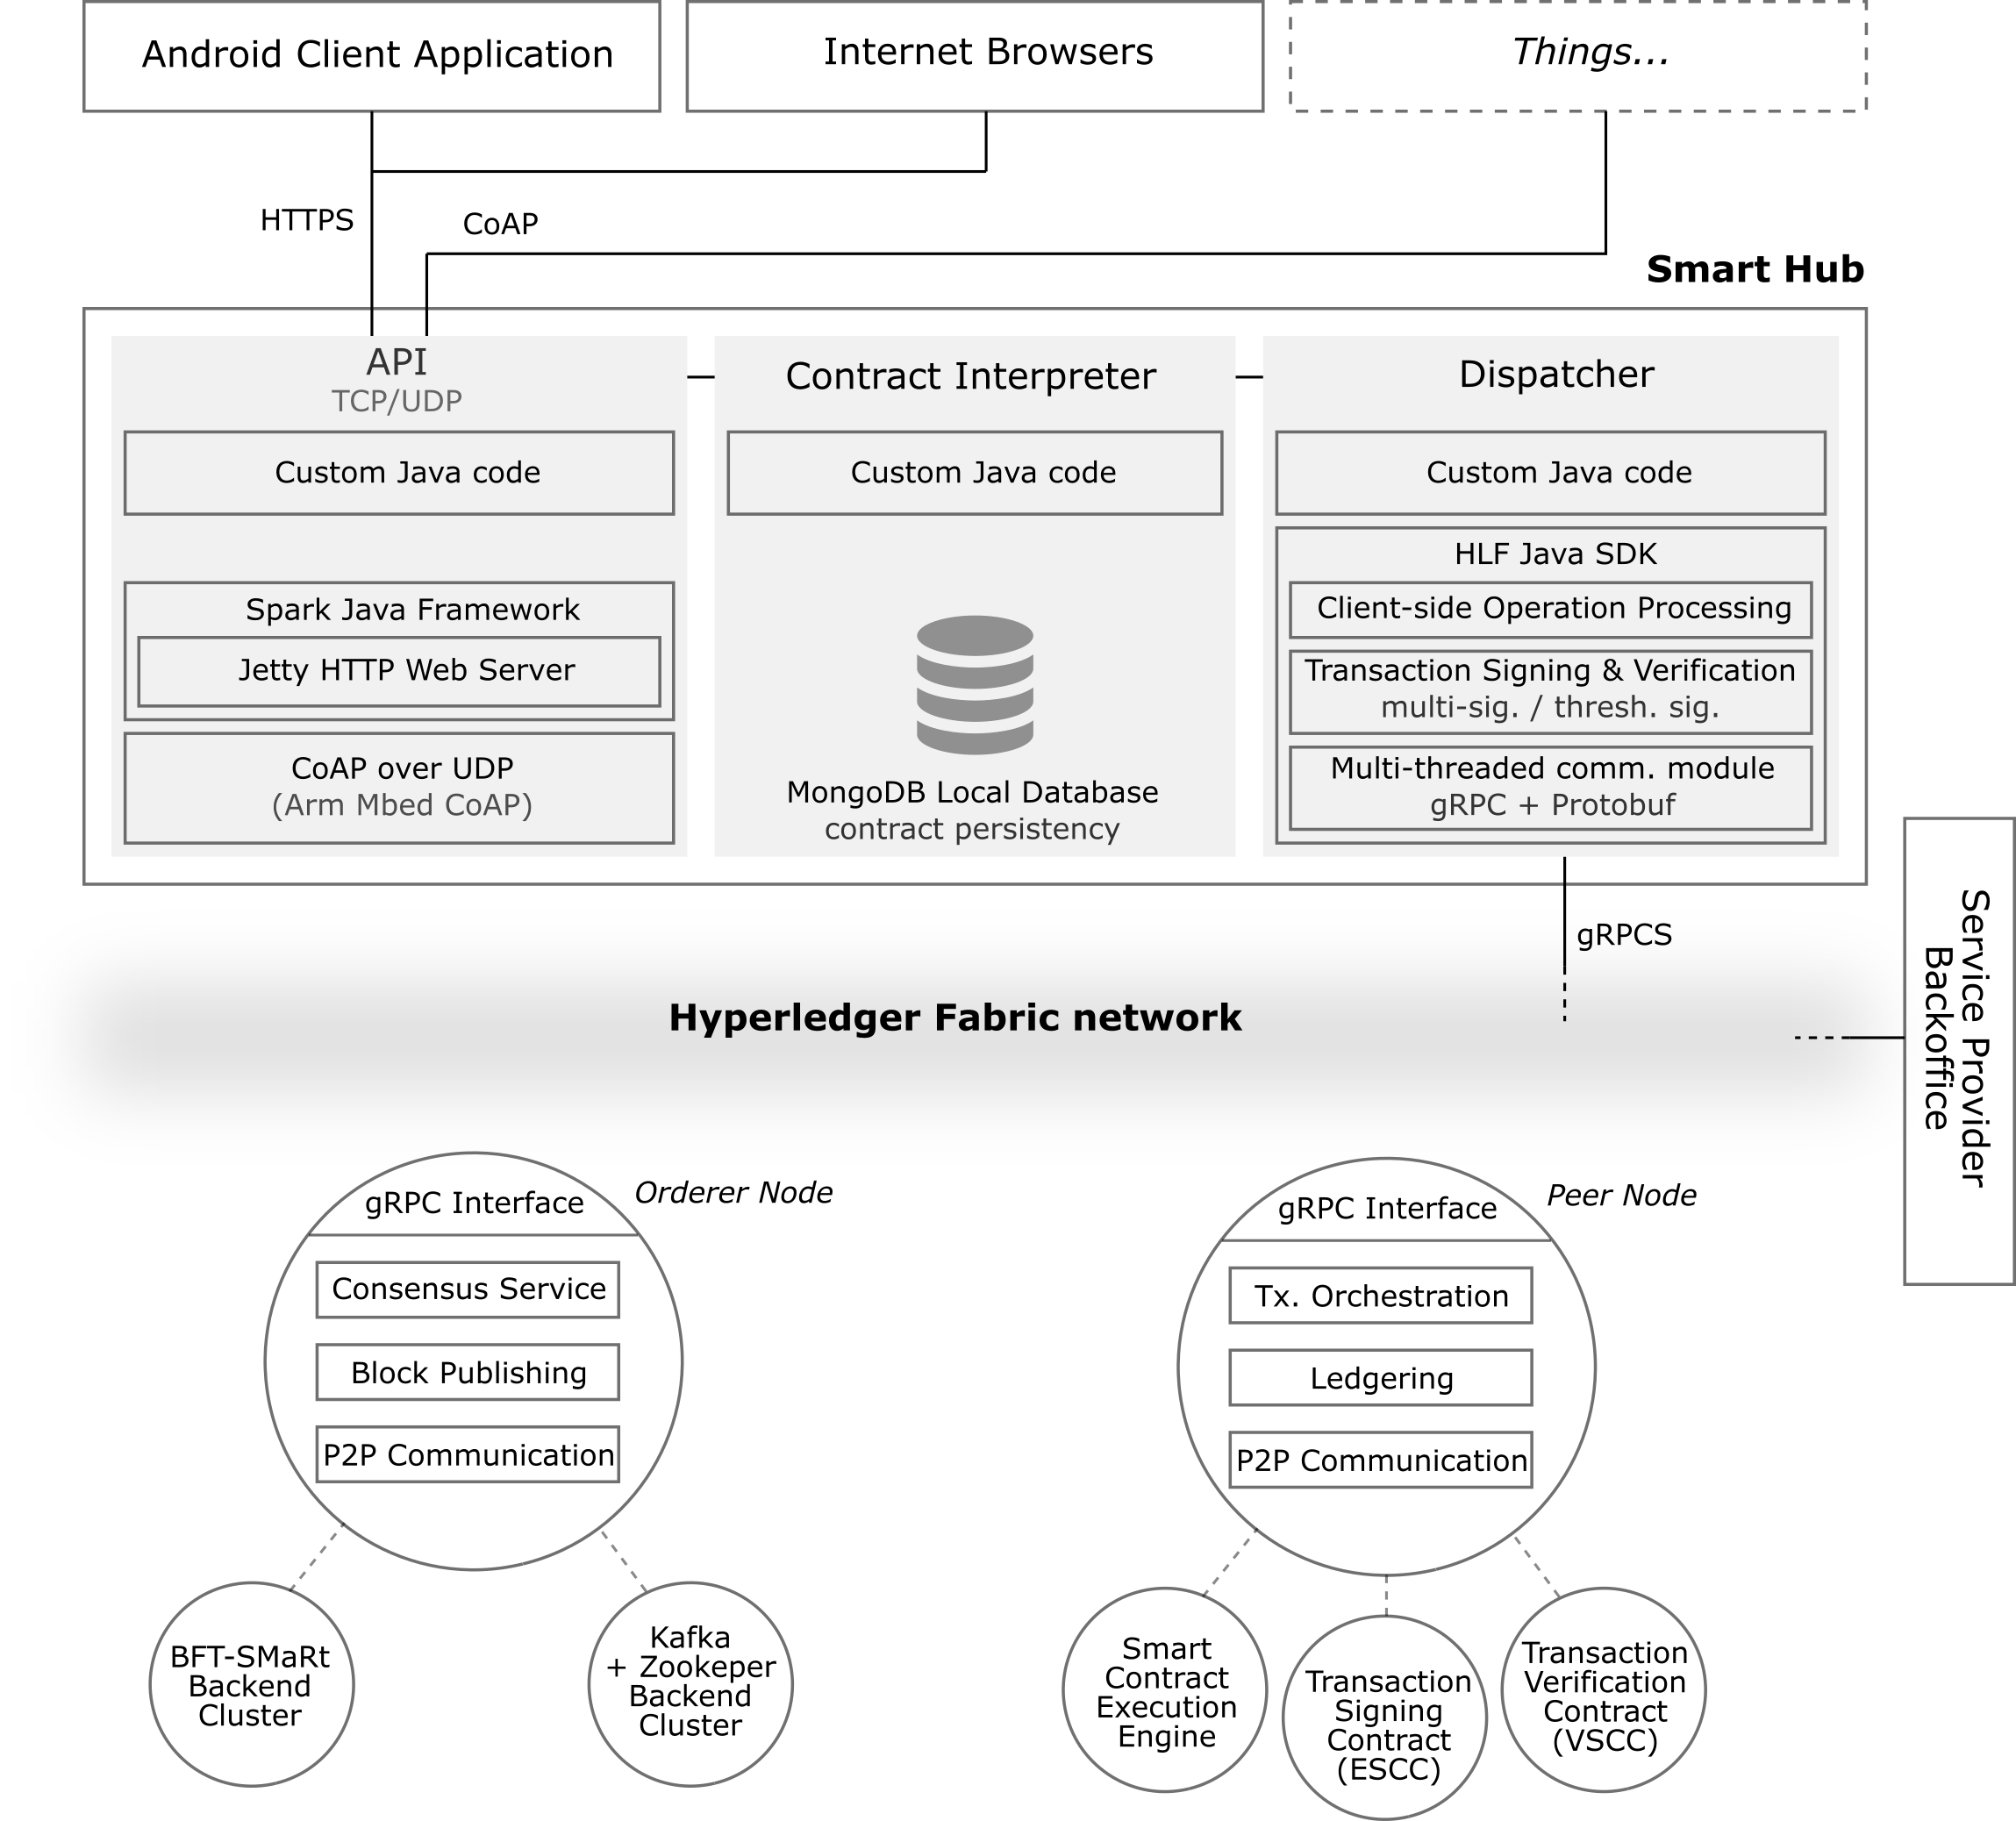 Android Client Application
Internet Browsers
Things...
HTTPS
CoAP
Smart Hub
API
TCP/UDP
Custom Java code
Spark Java Framework
Jetty HTTP Web Server
CoAP over UDP
(Arm Mbed CoAP)
Contract Interpreter
Custom Java code
MongoDB Local Database
contract persistency
Dispatcher
Custom Java code
HLF Java SDK
Client-side Operation Processing
Transaction Signing & Verification
multi-sig. / thresh. sig.
Multi-threaded comm. module
gRPC + Protobuf
gRPCS
Service Provider
Backoffice
Hyperledger Fabric network
gRPC Interface
Orderer Node
Consensus Service
Block Publishing
P2P Communication
BFT-SMaRt
Backend
Cluster
Kafka
+ Zookeper
Backend
Cluster
gRPC Interface
Peer Node
Tx. Orchestration
Ledgering
P2P Communication
Smart
Contract
Execution
Engine
Transaction
Signing
Contract
(ESCC)
Transaction
Verification
Contract
(VSCC)